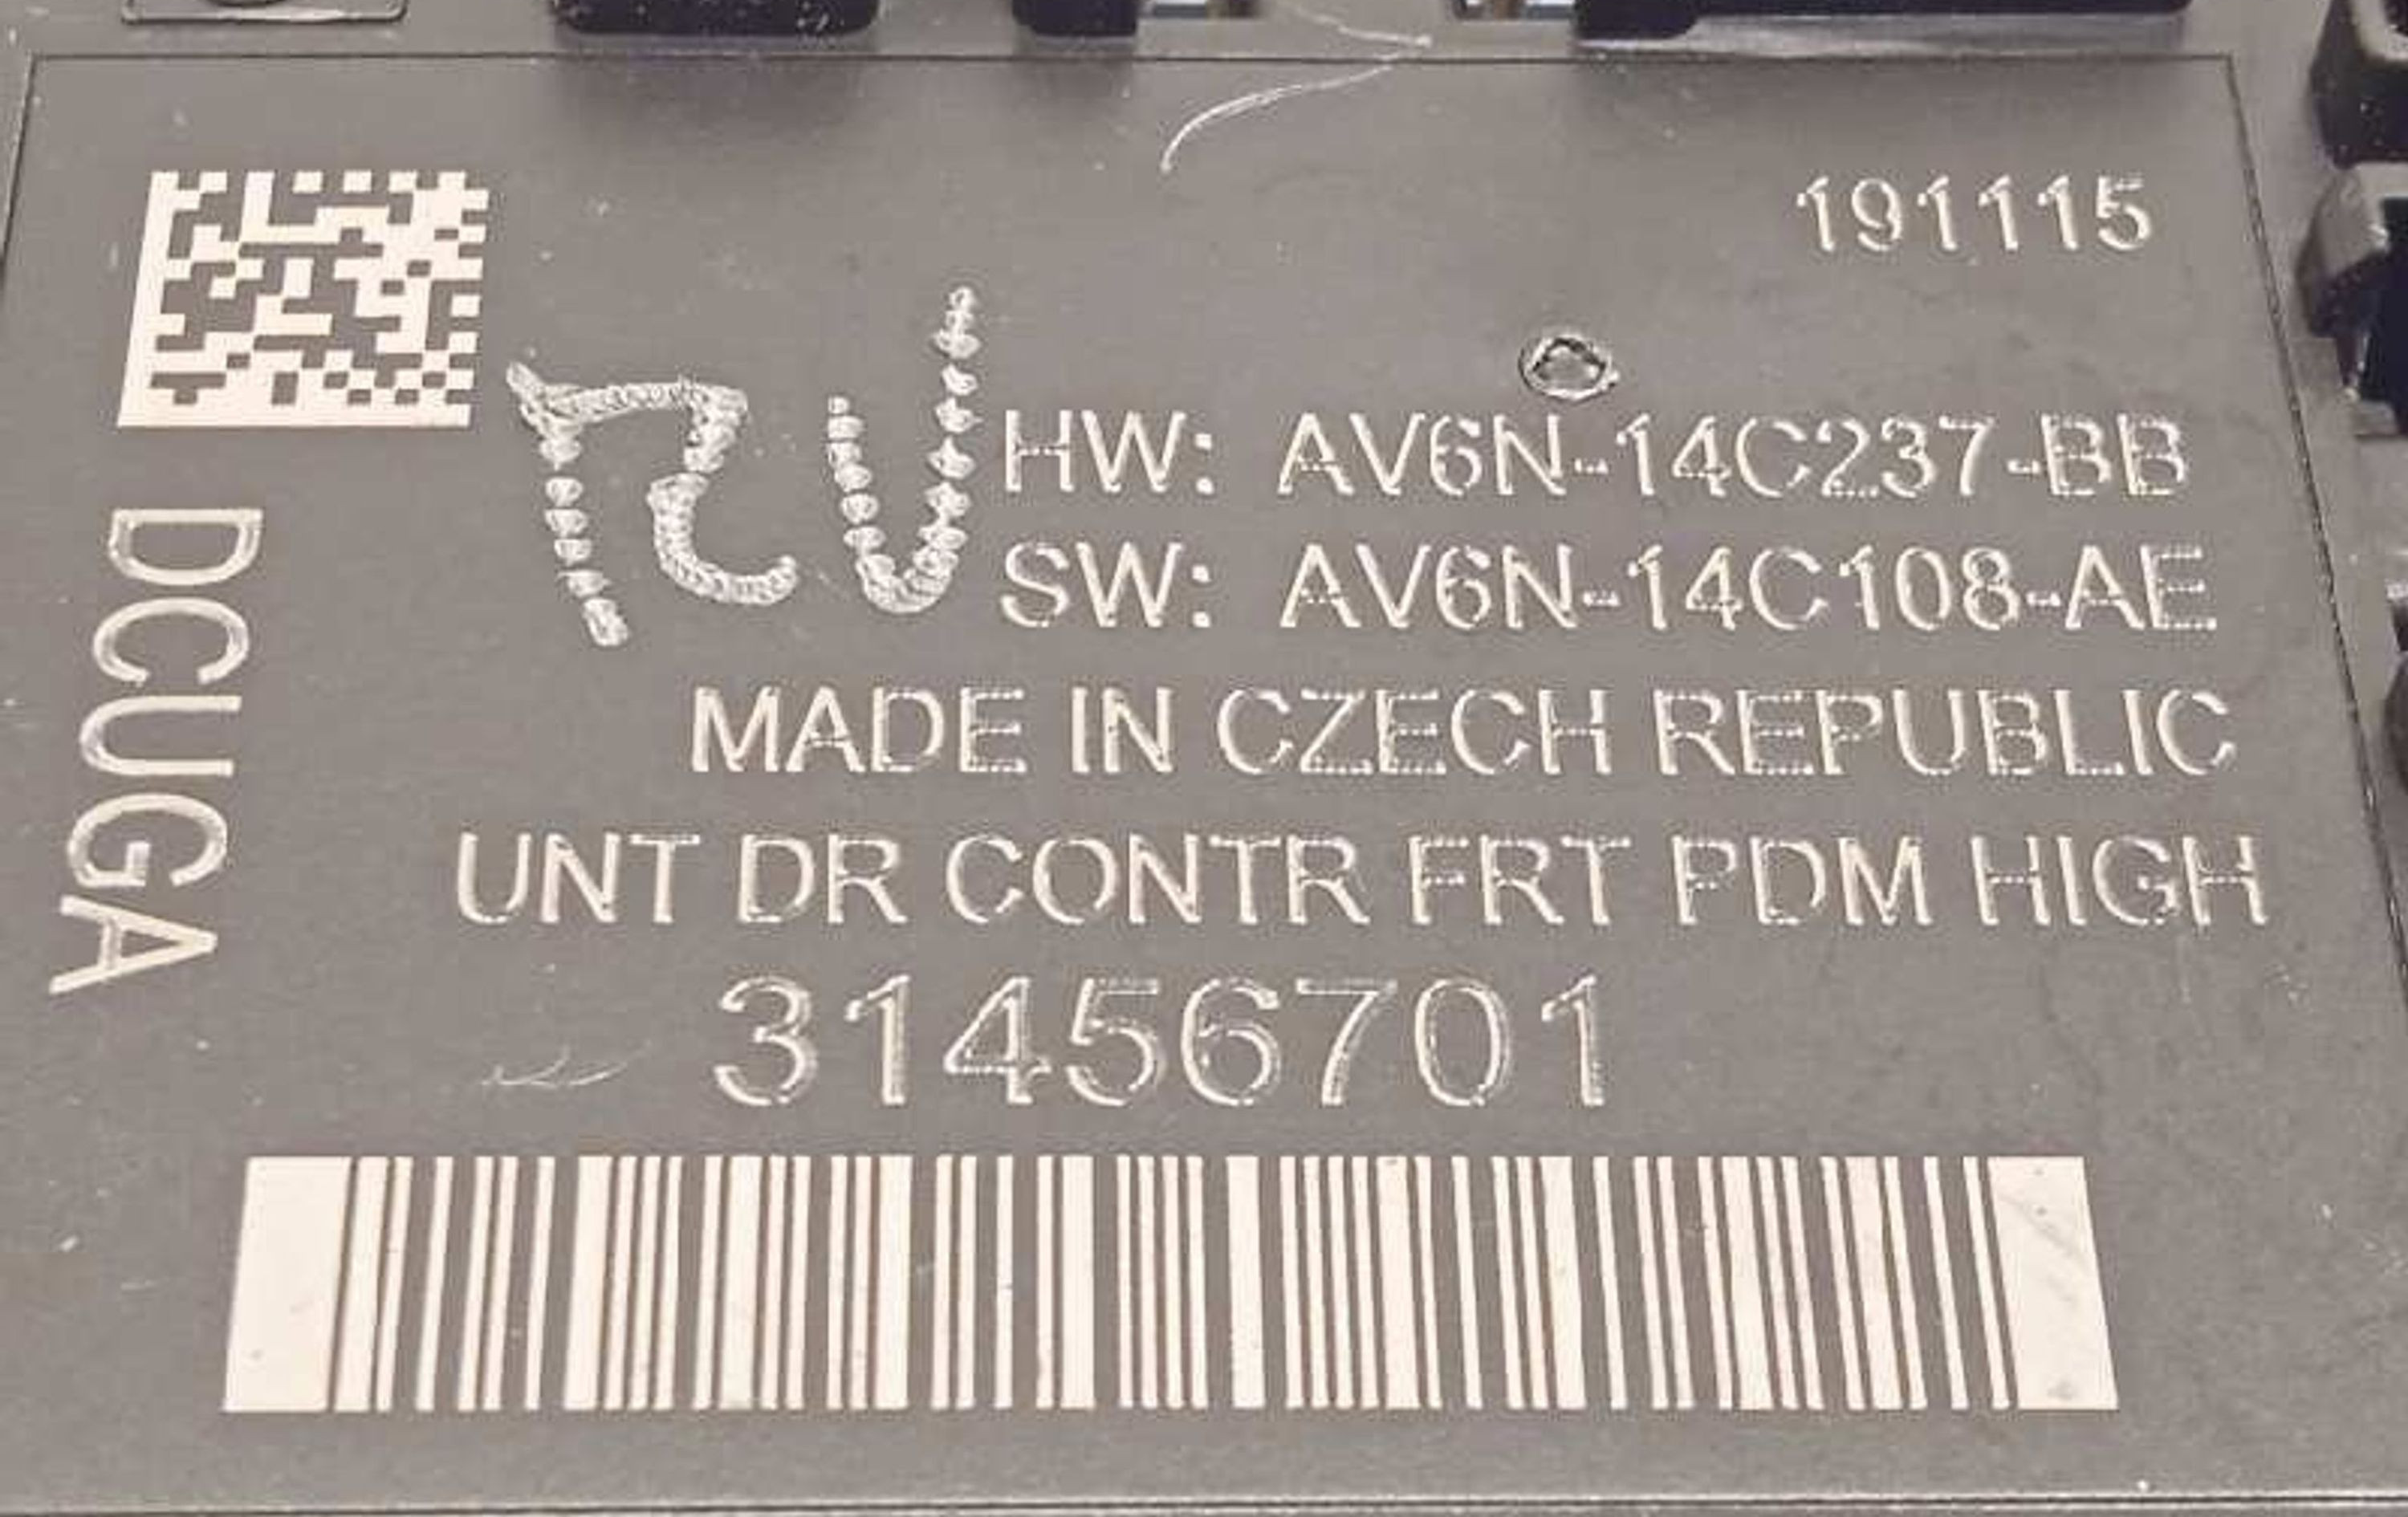 191115
HW: AV6N-14C237-BB
SW: AV6N-14C108-AE
MADE IN CZECH REPUBLIC
UNT DR CONTR FRT PDM HIGH
31456701
DCUGA